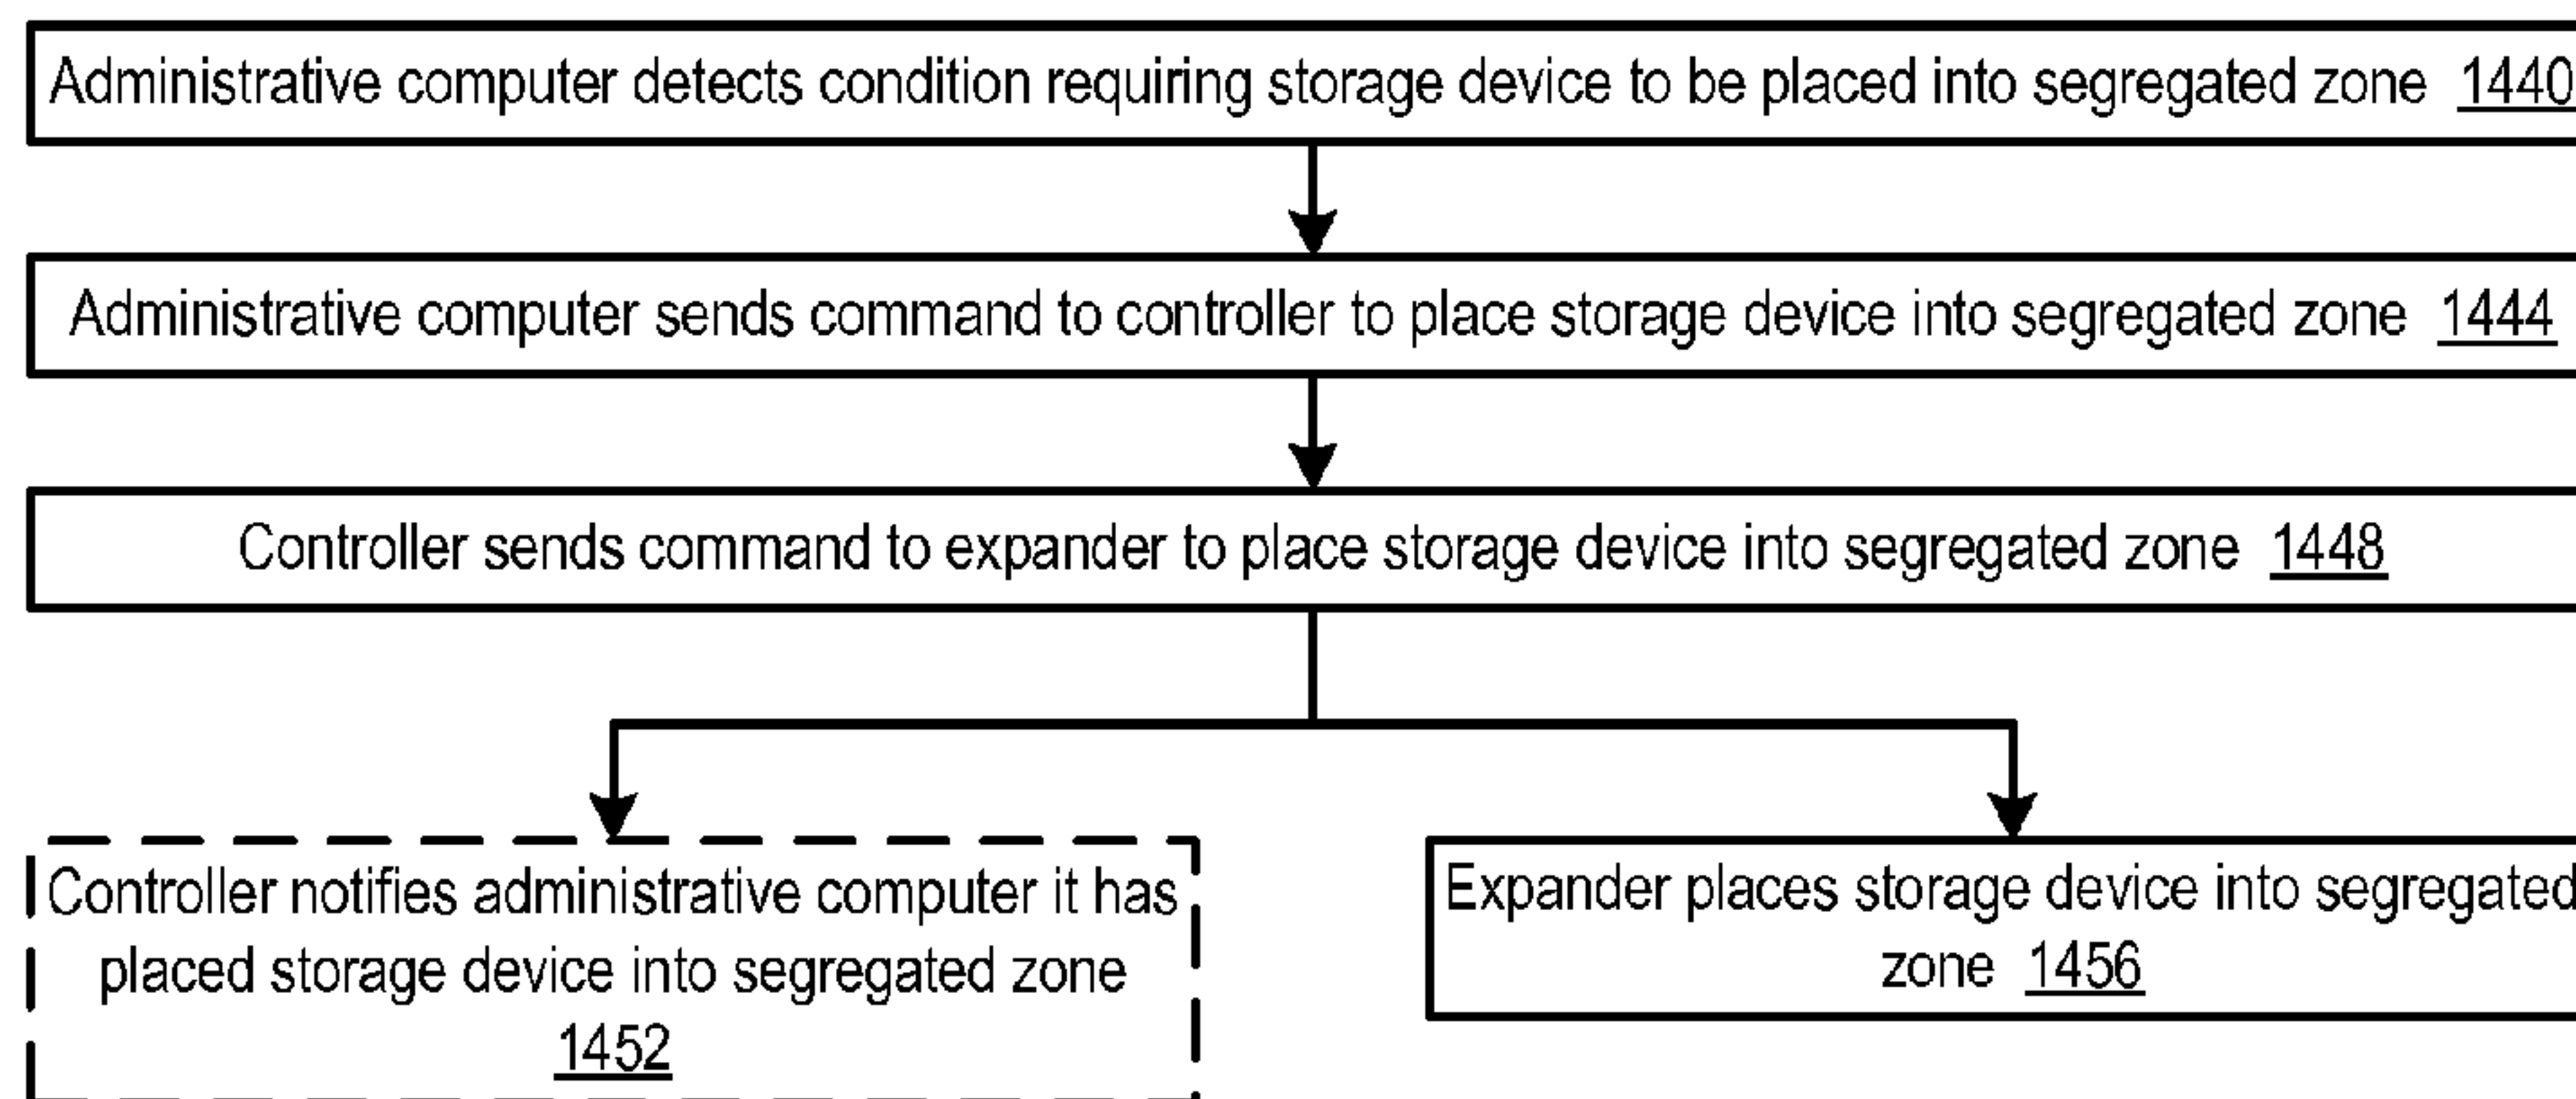 Administrative computer detects condition requiring storage device to be placed into segregated zone 1440
Administrative computer sends command to controller to place storage device into segregated zone 1444
Controller sends command to expander to place storage device into segregated zone 1448
Controller notifies administrative computer it has
placed storage device into segregated zone
1452
Expander places storage device into segregated
zone 1456